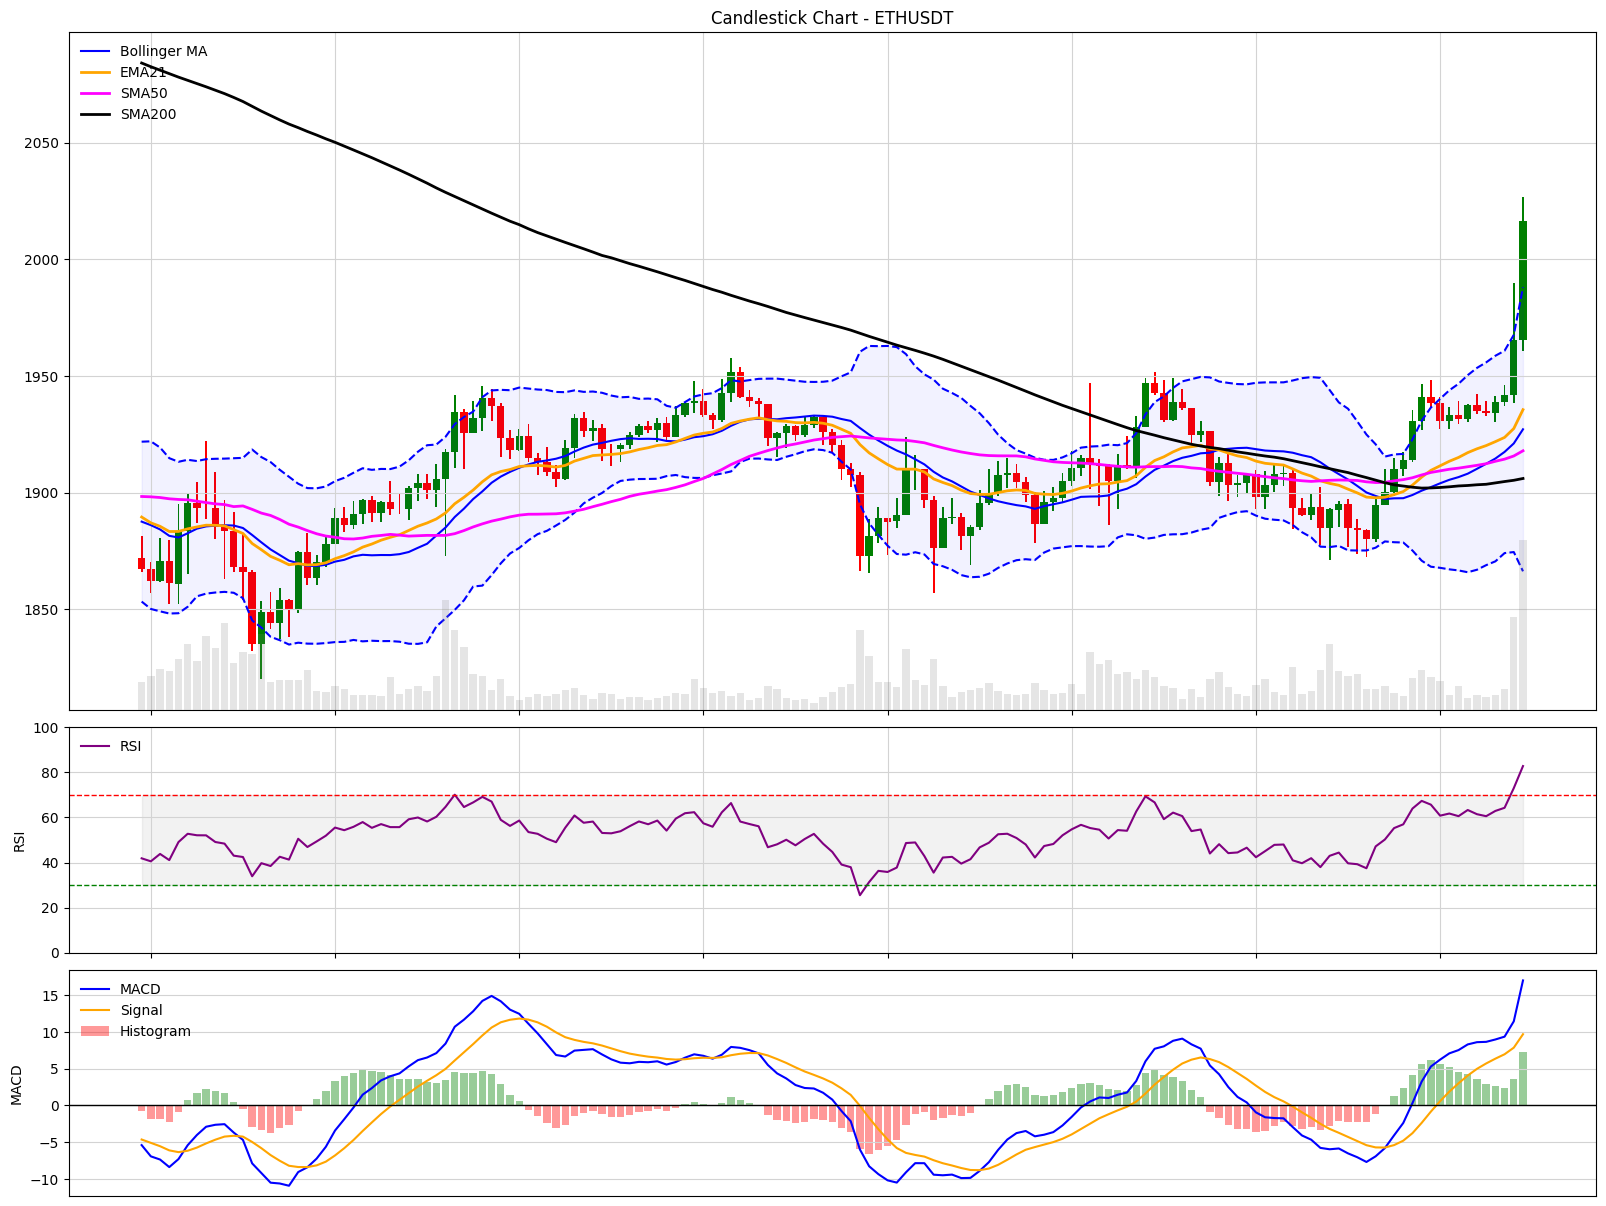 Candlestick Chart - ETHUSDT
Bollinger MA
EMA21
SMA50
SMA200
2050
2000
1950
1900
1850
RSI
100
80
60
40
20
0
RSI
MACD
Signal
Histogram
15
10
5
0
−5
−10
MACD